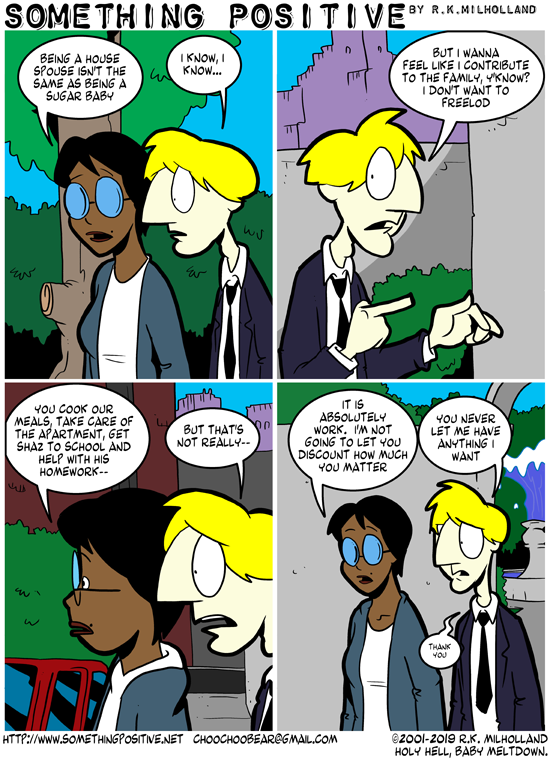 SOMETHING POSITIVE BY R.K.MILHOLLAND
BEING A HOUSE
SPOUSE ISN'T THE
SAME AS BEING A
SUGAR BABY
I KNOW, I
KNOW...
BUT I WANNA
FEEL LIKE I CONTRIBUTE
TO THE FAMILY, Y'KNOW?
I DON'T WANT TO
FREELOD
YOU COOK OUR
MEALS, TAKE CARE OF
THE APARTMENT, GET
SHAZ TO SCHOOL AND
HELP WITH HIS
HOMEWORK--
BUT THAT'S
NOT REALLY--
IT IS
ABSOLUTELY
WORK. I'M NOT
GOING TO LET YOU
DISCOUNT HOW MUCH
YOU MATTER
YOU NEVER
LET ME HAVE
ANYTHING I
WANT
THANK
YOU
HTTP://WWW.SOMETHINGPOSITIVE.NET CHOOCHOOBEAR@GMAIL.COM
©2001-2019 R.K. MILHOLLAND
HOLY HELL, BABY MELTDOWN.